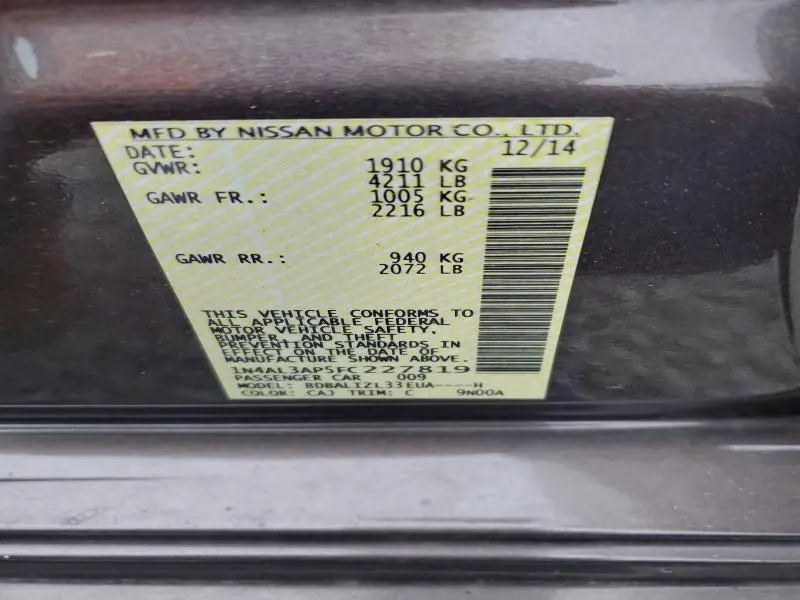 MFD BY NISSAN MOTOR CO., LTD.
DATE: 12/14
GVWR: 1910 KG
4211 LB
GAWR FR.: 1005 KG
2216 LB
GAWR RR.: 940 KG
2072 LB
THIS VEHICLE CONFORMS TO
ALL APPLICABLE FEDERAL
MOTOR VEHICLE SAFETY,
BUMPER, AND THEFT
PREVENTION STANDARDS IN
EFFECT ON THE DATE OF
MANUFACTURE SHOWN ABOVE.
1N4AL3AP5FC227819
PASSENGER CAR 009
MODEL: BDBALIZL33EUA----H
COLOR: CAJ TRIM: C 9N00A